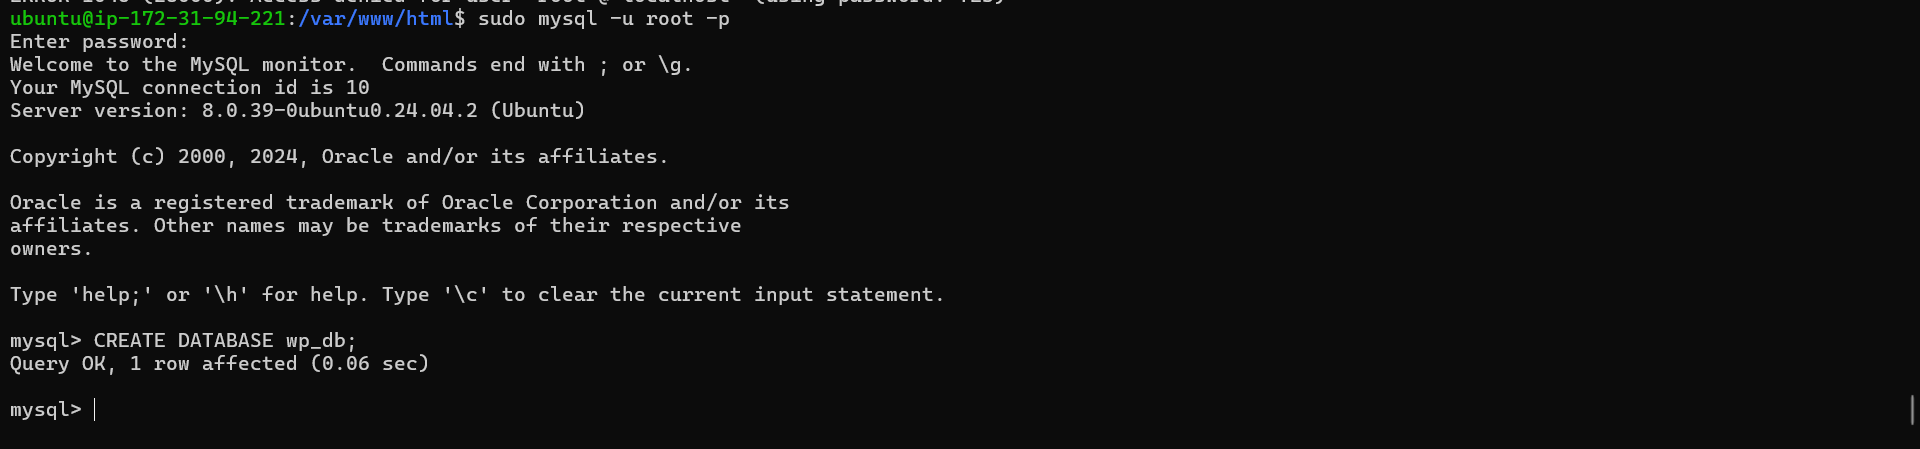 ubuntu@ip-172-31-94-221:/var/www/html$ sudo mysql -u root -p
Enter password:
Welcome to the MySQL monitor.  Commands end with ; or \g.
Your MySQL connection id is 10
Server version: 8.0.39-0ubuntu0.24.04.2 (Ubuntu)

Copyright (c) 2000, 2024, Oracle and/or its affiliates.

Oracle is a registered trademark of Oracle Corporation and/or its
affiliates. Other names may be trademarks of their respective
owners.

Type 'help;' or '\h' for help. Type '\c' to clear the current input statement.

mysql> CREATE DATABASE wp_db;
Query OK, 1 row affected (0.06 sec)

mysql>